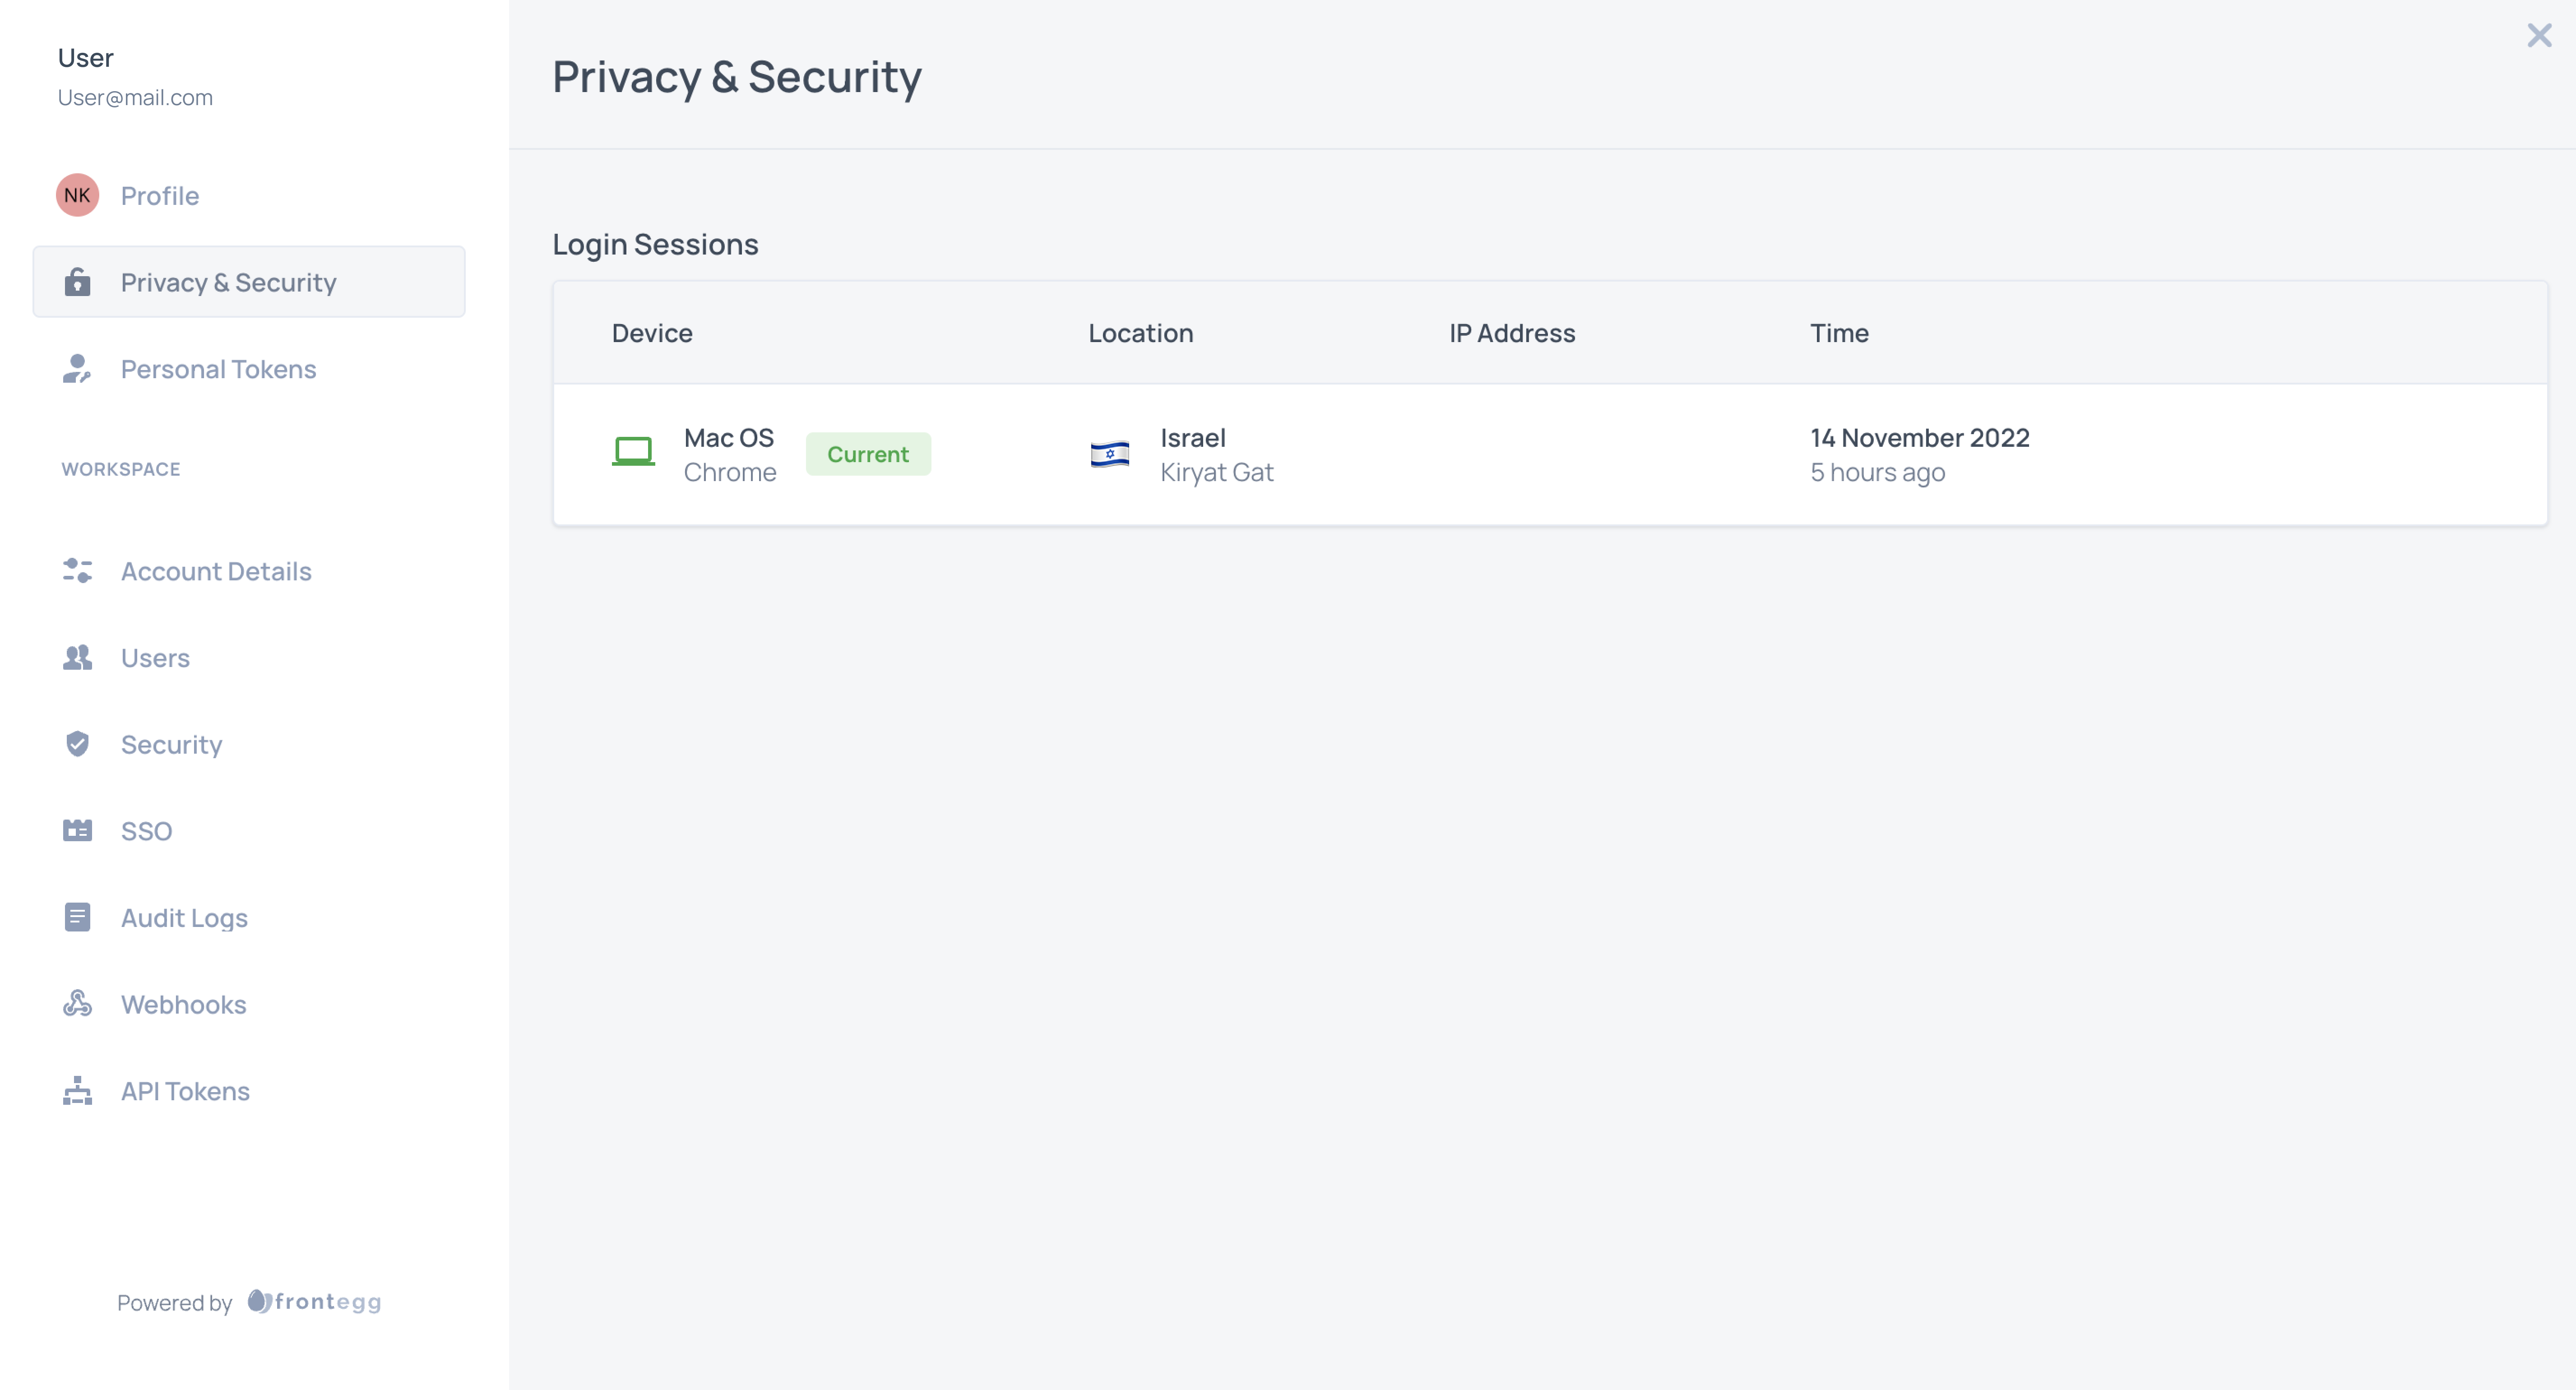 User
User@mail.com
NK
Profile
Privacy & Security
Personal Tokens
WORKSPACE
Account Details
Users
Security
SSO
Audit Logs
Webhooks
API Tokens
Powered by frontegg
Privacy & Security
Login Sessions
Device Location IP Address Time
Mac OS Current Israel 14 November 2022
Chrome Kiryat Gat 5 hours ago